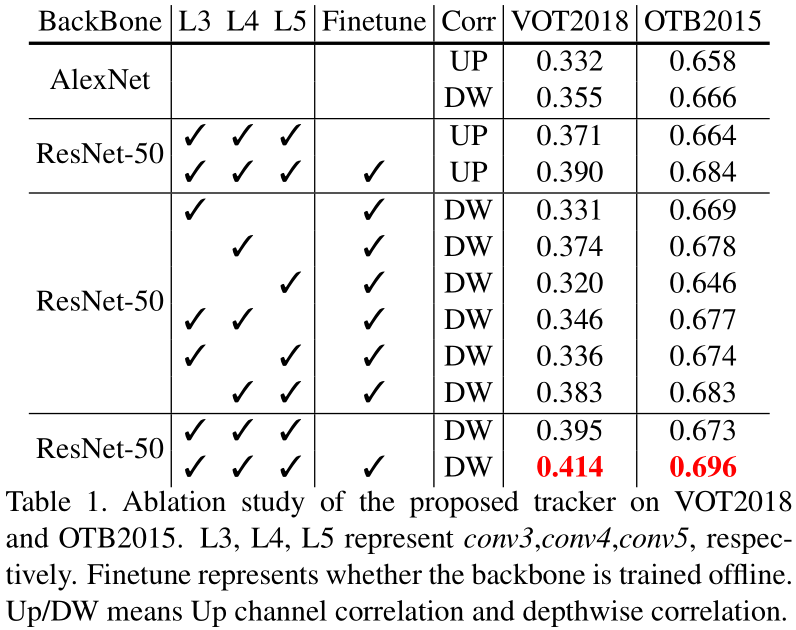 BackBone L3 L4 L5 Finetune Corr VOT2018 OTB2015
AlexNet UP 0.332 0.658
DW 0.355 0.666
ResNet-50 ✓ ✓ ✓ UP 0.371 0.664
✓ ✓ ✓ ✓ UP 0.390 0.684
ResNet-50 ✓ ✓ DW 0.331 0.669
✓ ✓ DW 0.374 0.678
✓ ✓ DW 0.320 0.646
✓ ✓ ✓ DW 0.346 0.677
✓ ✓ ✓ DW 0.336 0.674
✓ ✓ ✓ DW 0.383 0.683
ResNet-50 ✓ ✓ ✓ DW 0.395 0.673
✓ ✓ ✓ ✓ DW 0.414 0.696
Table 1. Ablation study of the proposed tracker on VOT2018
and OTB2015. L3, L4, L5 represent conv3,conv4,conv5, respec-
tively. Finetune represents whether the backbone is trained offline.
Up/DW means Up channel correlation and depthwise correlation.